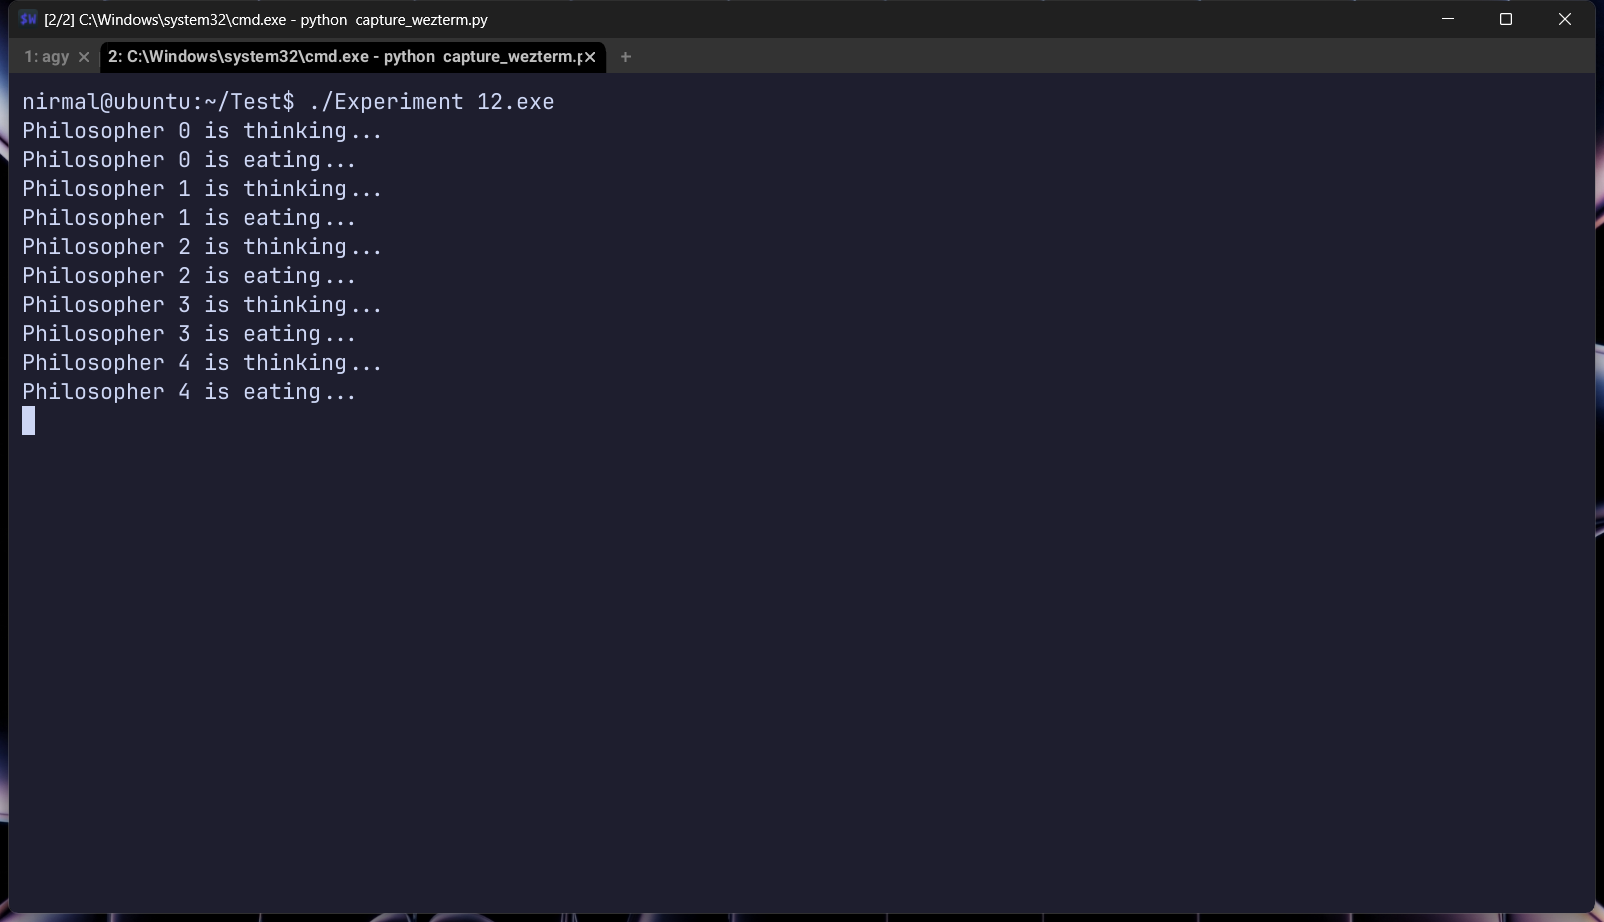 [2/2] C:\Windows\system32\cmd.exe - python  capture_wezterm.py
1: agy
2: C:\Windows\system32\cmd.exe - python  capture_wezterm.p
nirmal@ubuntu:~/Test$ ./Experiment 12.exe
Philosopher 0 is thinking...
Philosopher 0 is eating...
Philosopher 1 is thinking...
Philosopher 1 is eating...
Philosopher 2 is thinking...
Philosopher 2 is eating...
Philosopher 3 is thinking...
Philosopher 3 is eating...
Philosopher 4 is thinking...
Philosopher 4 is eating...